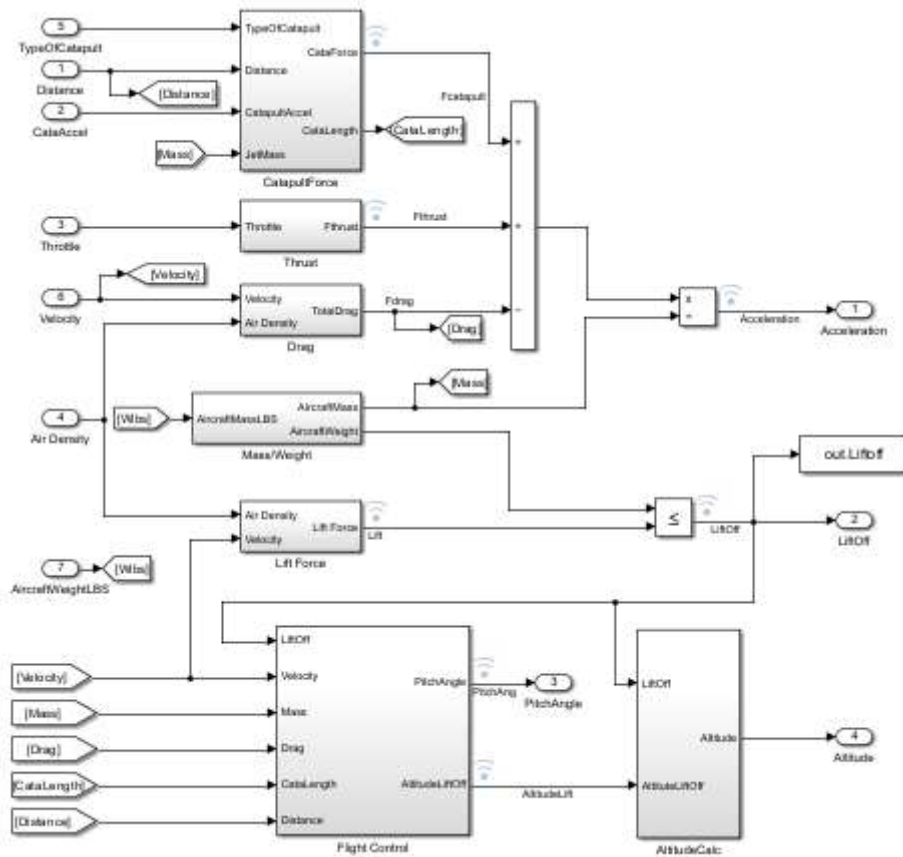 5
TypeOfCatapult
1
Distance
[Distance]
2
CataAccel
[Mass]
TypeOfCatapult
Distance
CatapultAccel
JetMass
CataForce
CataLength
CatapultForce
[CataLength]
Fcatapult
3
Throttle
Throttle
Fthrust
Thrust
Fthrust
+
+
−
[Velocity]
6
Velocity
Velocity
Air Density
TotalDrag
Drag
Fdrag
[Drag]
x
÷
Acceleration
1
Acceleration
[Mass]
4
Air Density
[Wlbs]
AircraftMassLBS
AircraftMass
AircraftWeight
Mass/Weight
out.Liftoff
Air Density
Velocity
Lift Force
Lift Force
Lift
≤
LiftOff
2
LiftOff
7
AircraftWeightLBS
[Wlbs]
[Velocity]
[Mass]
[Drag]
[CataLength]
[Distance]
LiftOff
Velocity
Mass
Drag
CataLength
Distance
PitchAngle
AltitudeLiftOff
Flight Control
PitchAng
3
PitchAngle
AltitudeLift
LiftOff
AltituteLiftOff
Altitude
AltitudeCalc
4
Altitude